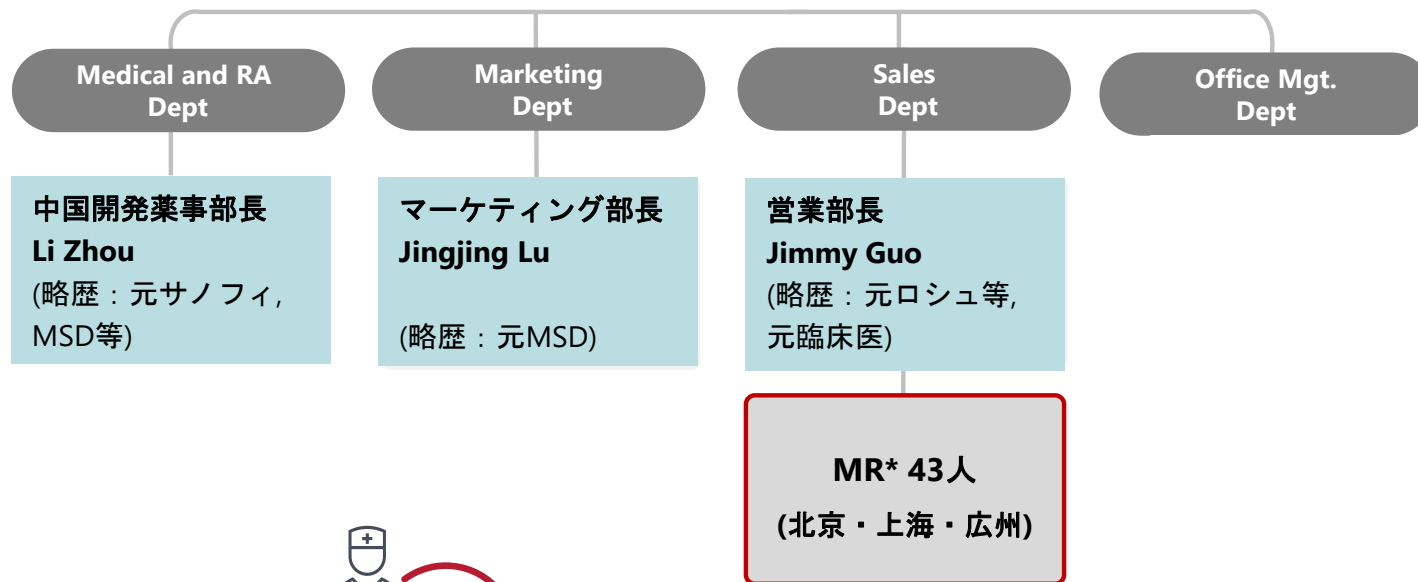 Medical and RA
Dept
Marketing
Dept
Sales
Dept
Office Mgt.
Dept
中国開発薬事部長
Li Zhou
(略歴：元サノフィ,
MSD等)
マーケティング部長
Jingjing Lu
(略歴：元MSD)
営業部長
Jimmy Guo
(略歴：元ロシュ等,
元臨床医)
MR* 43人
(北京・上海・広州)